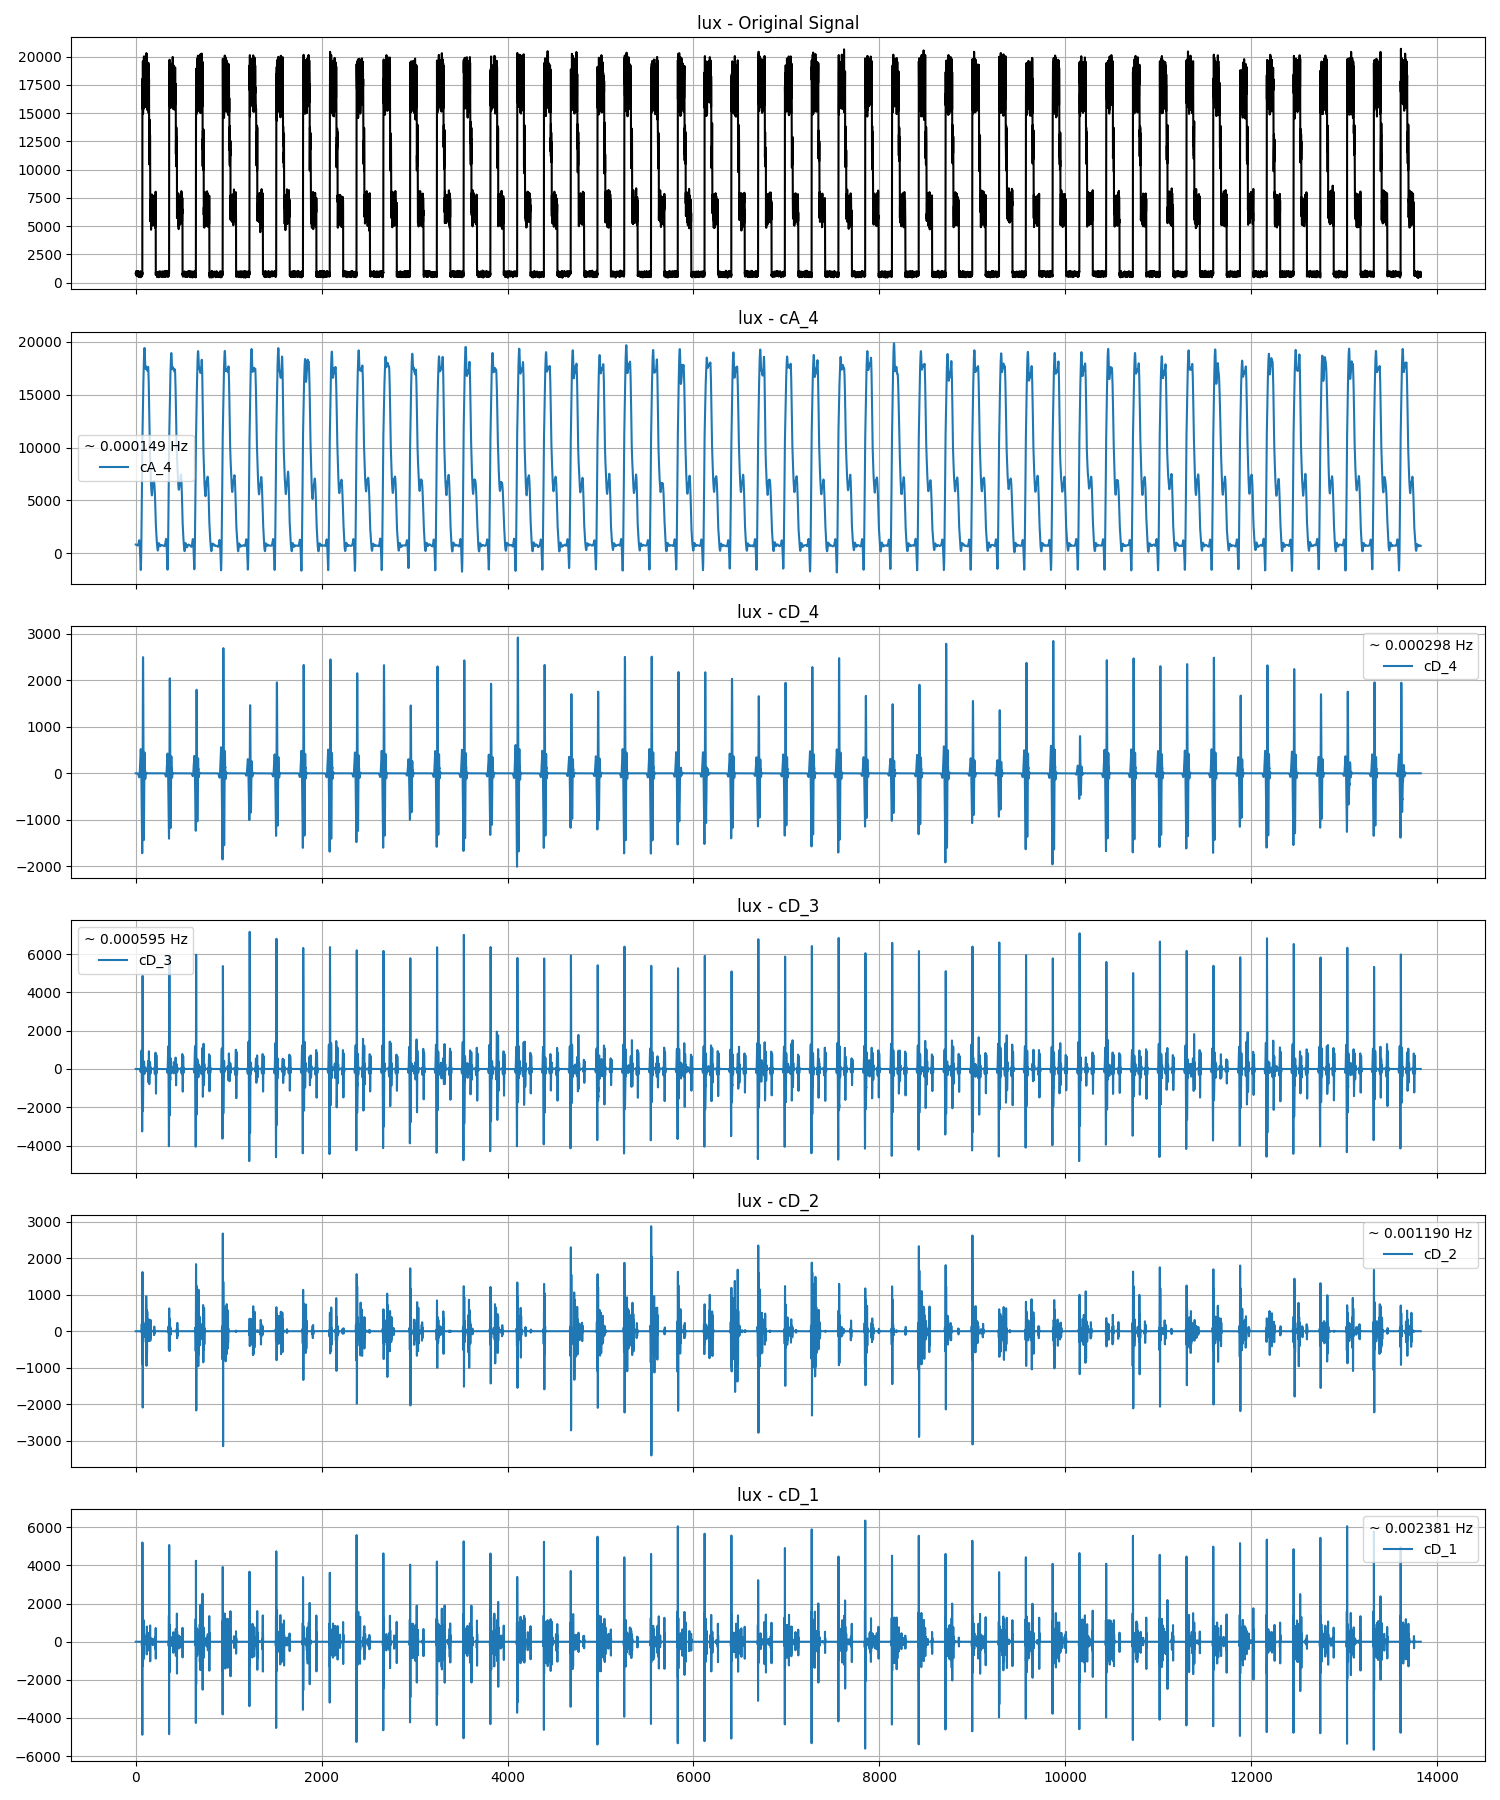 lux - Original Signal
20000
17500
15000
12500
10000
7500
5000
2500
0
lux - cA_4
20000
15000
10000
5000
0
~ 0.000149 Hz
cA_4
lux - cD_4
3000
2000
1000
0
−1000
−2000
~ 0.000298 Hz
cD_4
lux - cD_3
6000
4000
2000
0
−2000
−4000
~ 0.000595 Hz
cD_3
lux - cD_2
3000
2000
1000
0
−1000
−2000
−3000
~ 0.001190 Hz
cD_2
lux - cD_1
6000
4000
2000
0
−2000
−4000
−6000
~ 0.002381 Hz
cD_1
0 2000 4000 6000 8000 10000 12000 14000